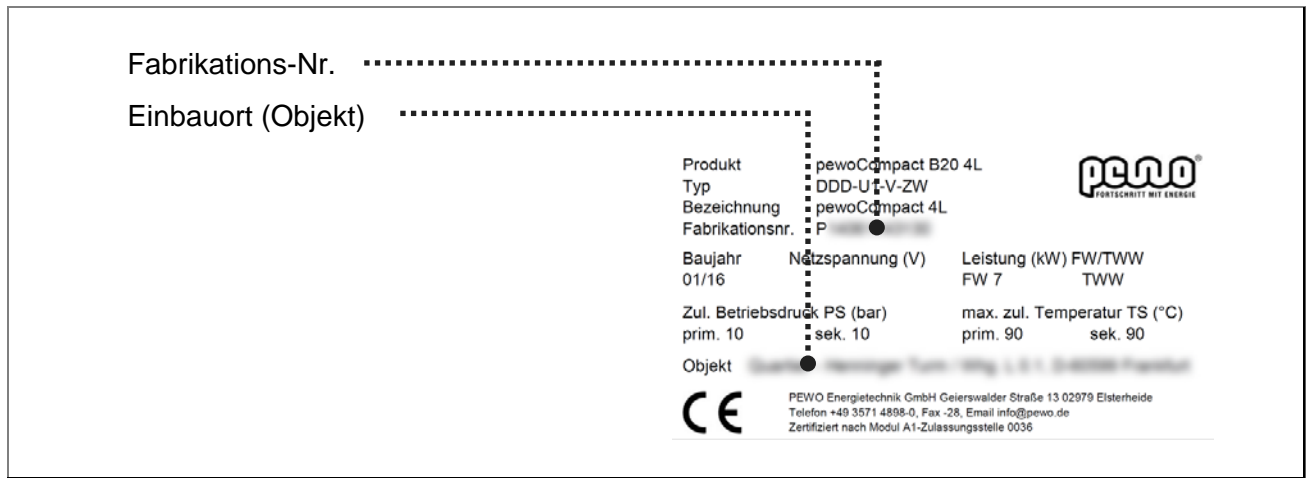 Fabrikations-Nr.
Einbauort (Objekt)
Produkt pewoCompact B20 4L
Typ DDD-U1-V-ZW
Bezeichnung pewoCompact 4L
Fabrikationsnr. P
pewo®
FORTSCHRITT MIT ENERGIE
Baujahr Netzspannung (V) Leistung (kW) FW/TWW
01/16 FW 7 TWW
Zul. Betriebsdruck PS (bar) max. zul. Temperatur TS (°C)
prim. 10 sek. 10 prim. 90 sek. 90
Objekt
CE
PEWO Energietechnik GmbH Geierswalder Straße 13 02979 Elsterheide
Telefon +49 3571 4898-0, Fax -28, Email info@pewo.de
Zertifiziert nach Modul A1-Zulassungsstelle 0036